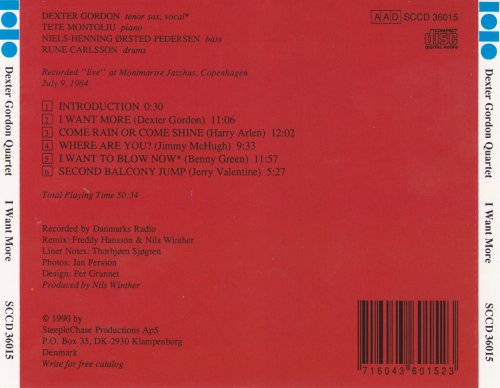 Dexter Gordon Quartet I Want More SCCD 36015
DEXTER GORDON tenor sax, vocal*
TETE MONTOLIU piano
NIELS-HENNING ØRSTED PEDERSEN bass
RUNE CARLSSON drums
AAD SCCD 36015
COMPACT
disc
DIGITAL AUDIO
Recorded "live" at Montmartre Jazzhus, Copenhagen
July 9, 1964
1 INTRODUCTION 0:30
2 I WANT MORE (Dexter Gordon) 11:06
3 COME RAIN OR COME SHINE (Harry Arlen) 12:02
4 WHERE ARE YOU? (Jimmy McHugh) 9:33
5 I WANT TO BLOW NOW* (Benny Green) 11:57
6 SECOND BALCONY JUMP (Jerry Valentine) 5:27
Total Playing Time 50:34
Recorded by Danmarks Radio
Remix: Freddy Hansson & Nils Winther
Liner Notes: Thorbjørn Sjøgren
Photos: Jan Persson
Design: Per Grunnet
Produced by Nils Winther
© 1990 by
SteepleChase Productions ApS
P.O. Box 35, DK-2930 Klampenborg
Denmark
Write for free catalog
716043 601523
Dexter Gordon Quartet I Want More SCCD 36015